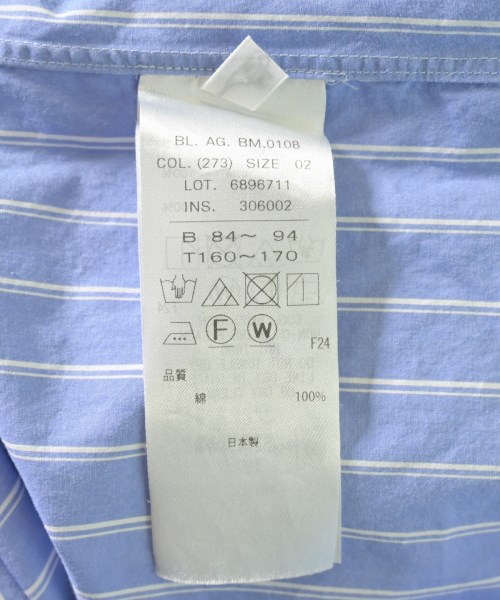 BL. AG. BM.0108
COL.(273) SIZE 02
LOT. 6896711
INS. 306002
B 84～ 94
T160～170
F W F24
品質
綿 100%
日本製